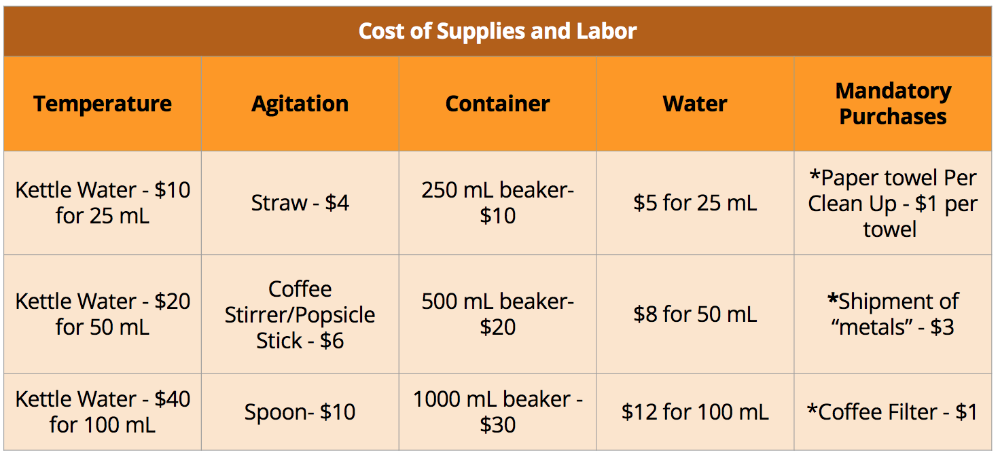 Cost of Supplies and Labor
Temperature
Agitation
Container
Water
Mandatory
Purchases
Kettle Water - $10
for 25 mL
Straw - $4
250 mL beaker-
$10
$5 for 25 mL
*Paper towel Per
Clean Up - $1 per
towel
Kettle Water - $20
for 50 mL
Coffee
Stirrer/Popsicle
Stick - $6
500 mL beaker-
$20
$8 for 50 mL
*Shipment of
“metals” - $3
Kettle Water - $40
for 100 mL
Spoon- $10
1000 mL beaker -
$30
$12 for 100 mL
*Coffee Filter - $1